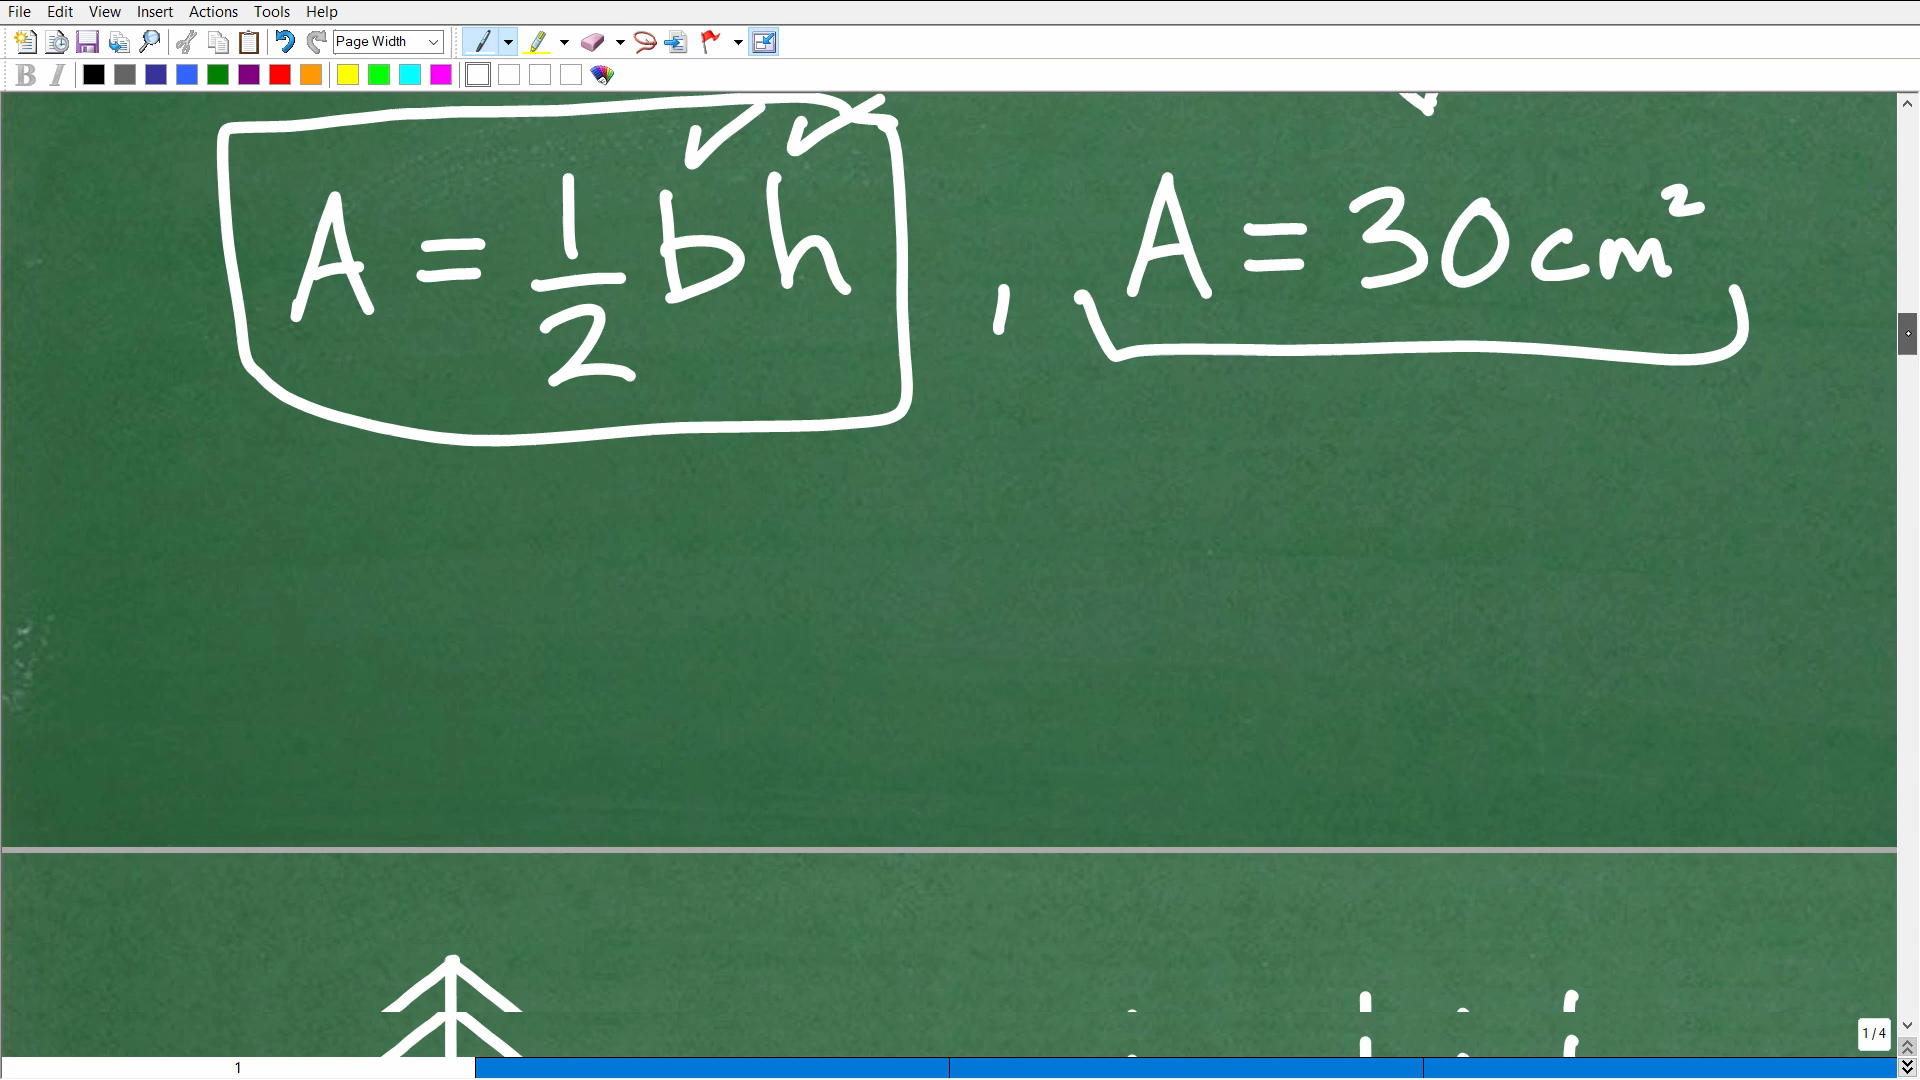 File Edit View Insert Actions Tools Help
Page Width
B I
A = 1/2 bh , A = 30 cm²
1 / 4
1